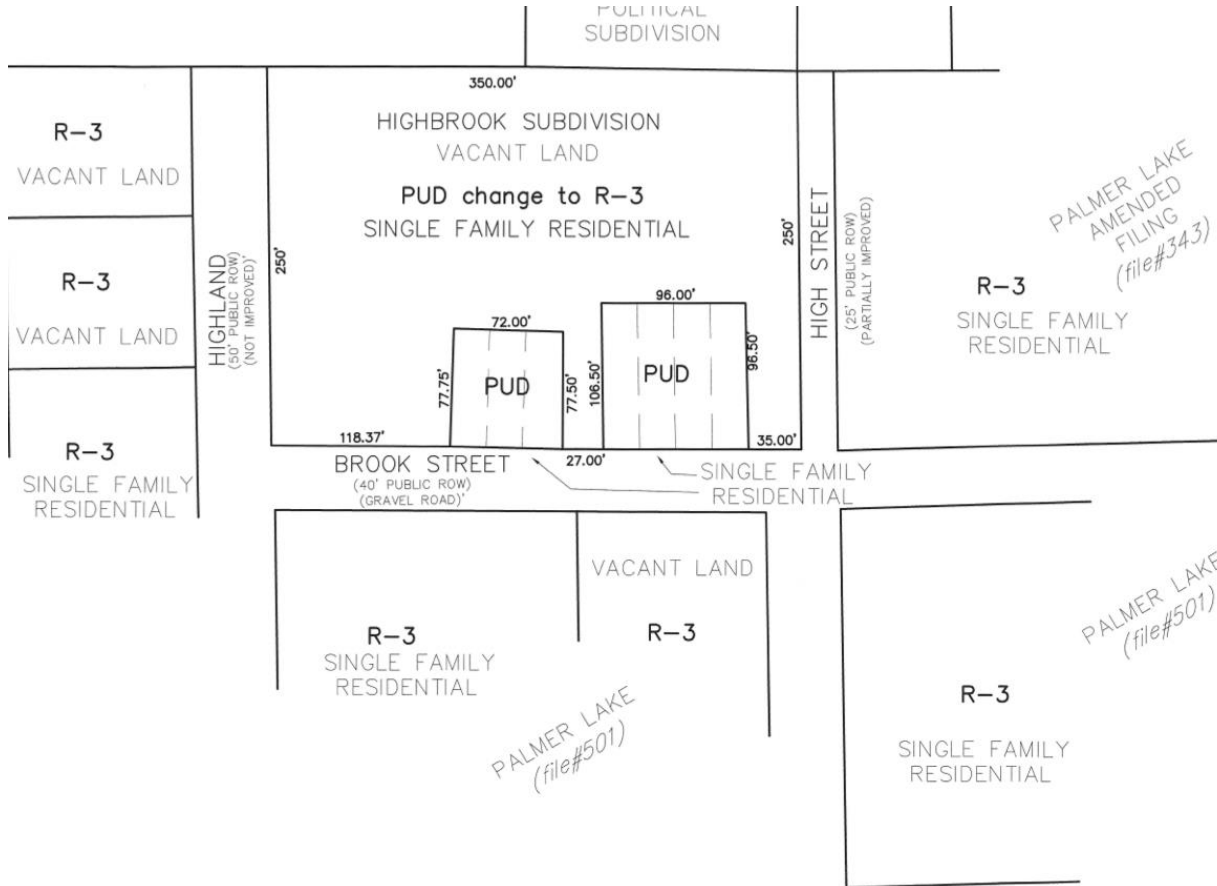 POLITICAL
SUBDIVISION
350.00'
HIGHBROOK SUBDIVISION
VACANT LAND
PUD change to R-3
SINGLE FAMILY RESIDENTIAL
R-3
VACANT LAND
R-3
VACANT LAND
R-3
SINGLE FAMILY
RESIDENTIAL
HIGHLAND
(50' PUBLIC ROW)
(NOT IMPROVED)'
250'
250'
HIGH STREET
(25' PUBLIC ROW)
(PARTIALLY IMPROVED)
PALMER LAKE
AMENDED
FILING
(file#343)
R-3
SINGLE FAMILY
RESIDENTIAL
72.00'
77.75'
PUD
77.50'
96.00'
106.50'
PUD
96.50'
118.37'
27.00'
35.00'
BROOK STREET
(40' PUBLIC ROW)
(GRAVEL ROAD)'
SINGLE FAMILY
RESIDENTIAL
R-3
SINGLE FAMILY
RESIDENTIAL
VACANT LAND
R-3
PALMER LAKE
(file#501)
PALMER LAKE
(file#501)
R-3
SINGLE FAMILY
RESIDENTIAL